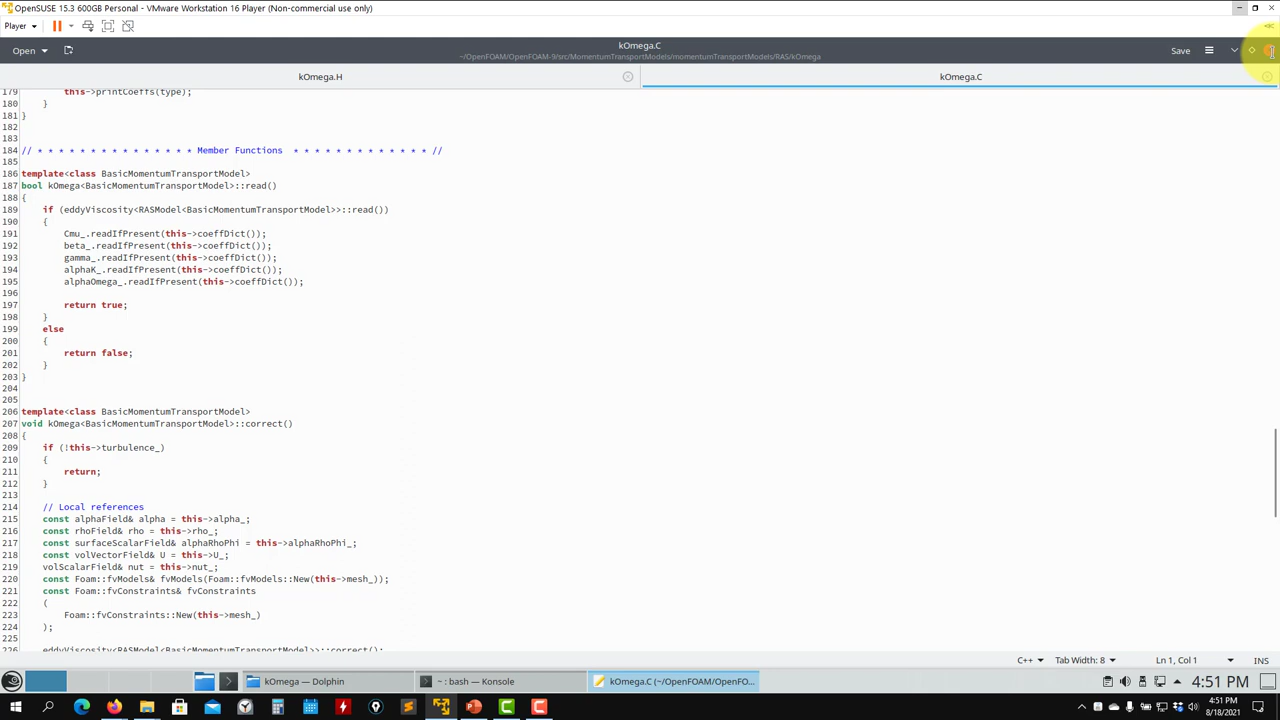 OpenSUSE 15.3 600GB Personal - VMware Workstation 16 Player (Non-commercial use only)
Player
Open
kOmega.C
~/OpenFOAM/OpenFOAM-9/src/MomentumTransportModels/momentumTransportModels/RAS/kOmega
Save
kOmega.H
kOmega.C
179 this->printCoeffs(type);
180 }
181 }
182
183
184 // * * * * * * * * * * * * * * * Member Functions * * * * * * * * * * * * * //
185
186 template<class BasicMomentumTransportModel>
187 bool kOmega<BasicMomentumTransportModel>::read()
188 {
189 if (eddyViscosity<RASModel<BasicMomentumTransportModel>>::read())
190 {
191 Cmu_.readIfPresent(this->coeffDict());
192 beta_.readIfPresent(this->coeffDict());
193 gamma_.readIfPresent(this->coeffDict());
194 alphaK_.readIfPresent(this->coeffDict());
195 alphaOmega_.readIfPresent(this->coeffDict());
196
197 return true;
198 }
199 else
200 {
201 return false;
202 }
203 }
204
205
206 template<class BasicMomentumTransportModel>
207 void kOmega<BasicMomentumTransportModel>::correct()
208 {
209 if (!this->turbulence_)
210 {
211 return;
212 }
213
214 // Local references
215 const alphaField& alpha = this->alpha_;
216 const rhoField& rho = this->rho_;
217 const surfaceScalarField& alphaRhoPhi = this->alphaRhoPhi_;
218 const volVectorField& U = this->U_;
219 volScalarField& nut = this->nut_;
220 const Foam::fvModels& fvModels(Foam::fvModels::New(this->mesh_));
221 const Foam::fvConstraints& fvConstraints
222 (
223 Foam::fvConstraints::New(this->mesh_)
224 );
225
226 eddyViscosity<RASModel<BasicMomentumTransportModel>>::correct();
C++
Tab Width: 8
Ln 1, Col 1
INS
kOmega — Dolphin
~ : bash — Konsole
kOmega.C (~/OpenFOAM/OpenFO...
4:51 PM
4:51 PM
8/18/2021